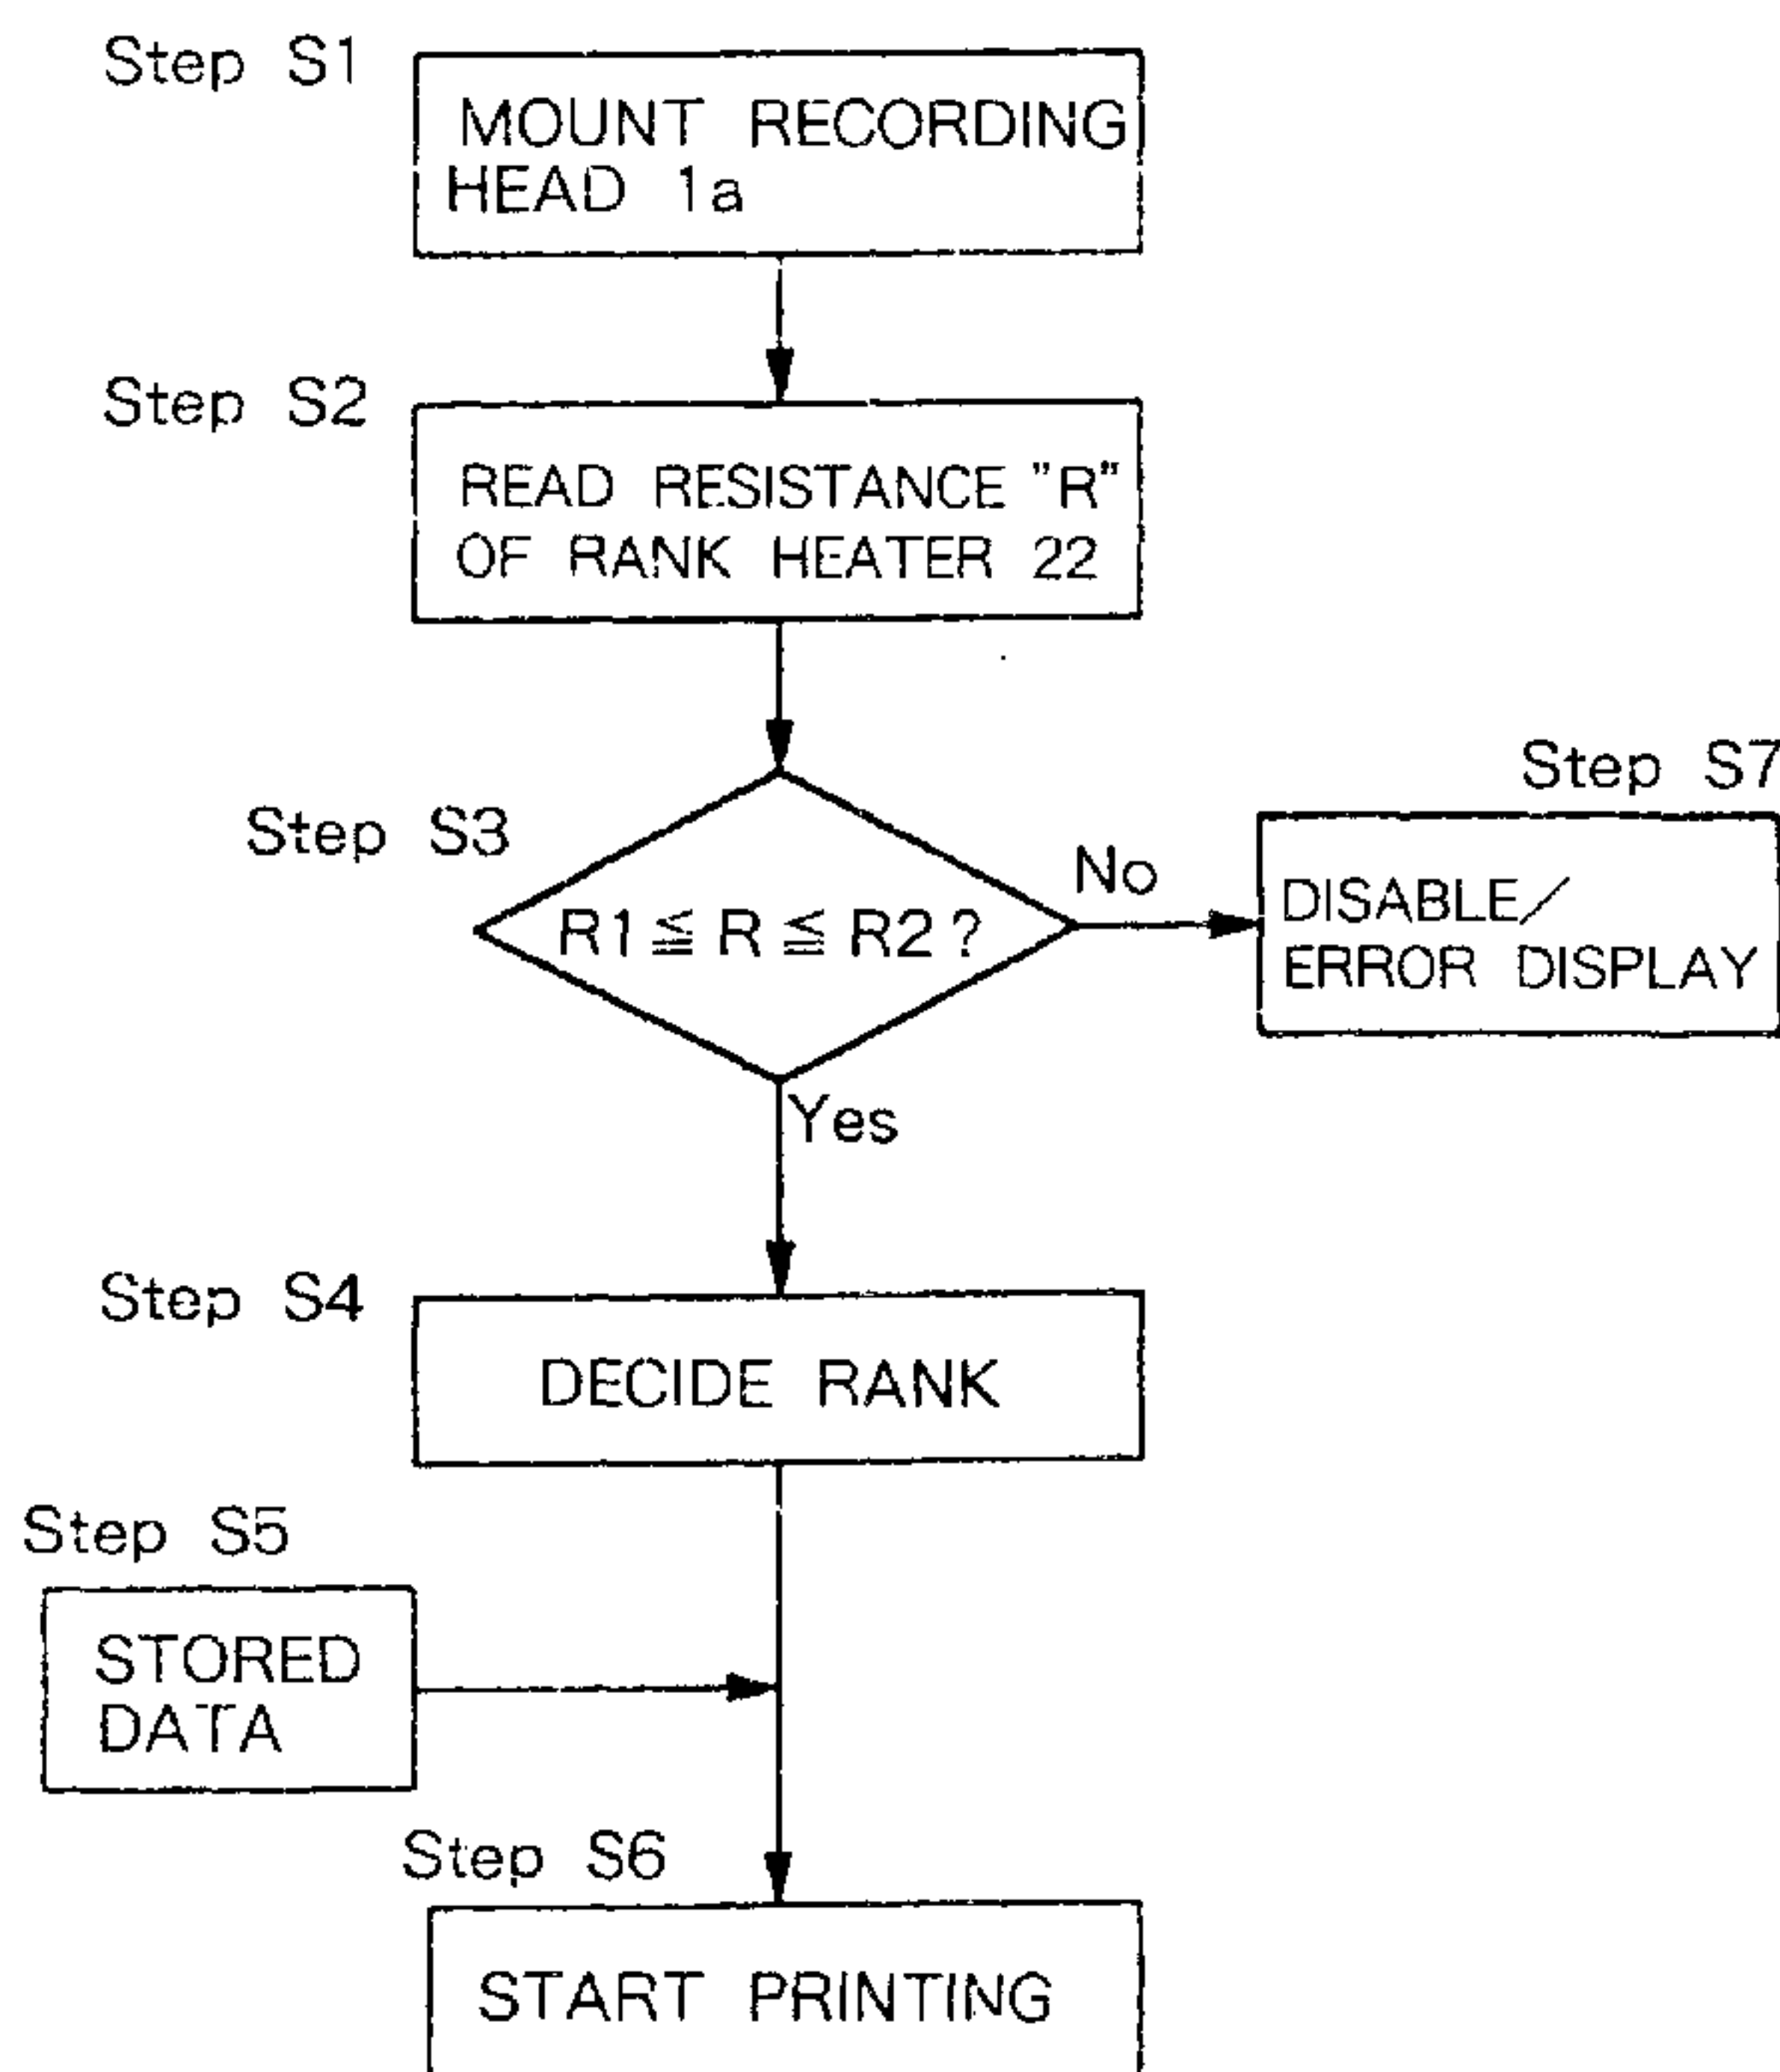 Step S1
MOUNT RECORDING
HEAD 1a
Step S2
READ RESISTANCE "R"
OF RANK HEATER 22
Step S3
R1 ≦ R ≦ R2 ?
No
Step S7
DISABLE/
ERROR DISPLAY
Yes
Step S4
DECIDE RANK
Step S5
STORED
DATA
Step S6
START PRINTING